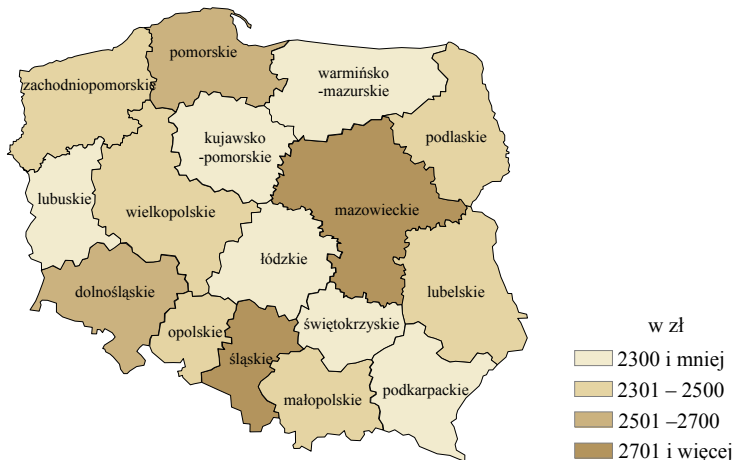 pomorskie
zachodniopomorskie
warmińsko
-mazurskie
podlaskie
kujawsko
-pomorskie
lubuskie
wielkopolskie
mazowieckie
łódzkie
dolnośląskie
lubelskie
opolskie
świętokrzyskie
śląskie
małopolskie
podkarpackie
w zł
2300 i mniej
2301 – 2500
2501 –2700
2701 i więcej